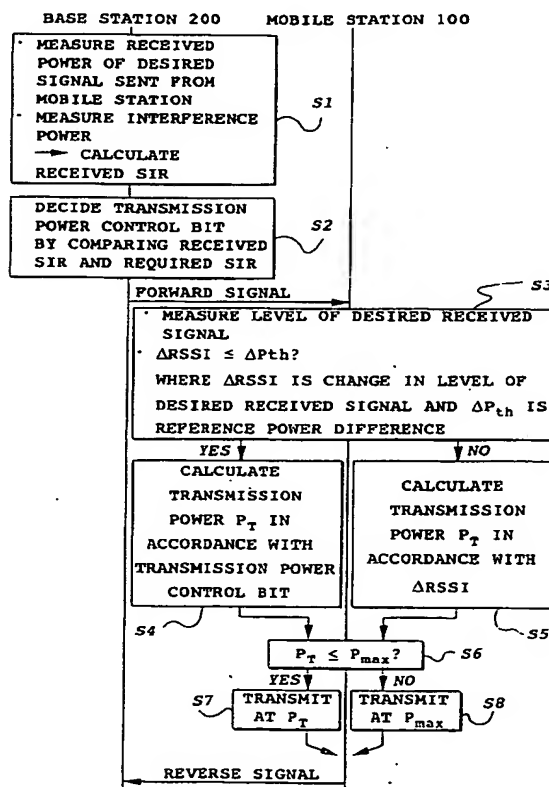 BASE STATION 200 MOBILE STATION 100
· MEASURE RECEIVED
POWER OF DESIRED
SIGNAL SENT FROM
MOBILE STATION
· MEASURE INTERFERENCE
POWER
→ CALCULATE
RECEIVED SIR
S1
DECIDE TRANSMISSION
POWER CONTROL BIT
BY COMPARING RECEIVED
SIR AND REQUIRED SIR
S2
FORWARD SIGNAL
S3
· MEASURE LEVEL OF DESIRED RECEIVED
SIGNAL
· ΔRSSI ≤ ΔPth?
WHERE ΔRSSI IS CHANGE IN LEVEL OF
DESIRED RECEIVED SIGNAL AND ΔPth IS
REFERENCE POWER DIFFERENCE
YES NO
CALCULATE
TRANSMISSION
POWER PT IN
ACCORDANCE WITH
TRANSMISSION POWER
CONTROL BIT
S4
CALCULATE
TRANSMISSION
POWER PT IN
ACCORDANCE WITH
ΔRSSI
S5
PT ≤ Pmax?
S6
YES NO
S7
TRANSMIT
AT PT
TRANSMIT
AT Pmax
S8
REVERSE SIGNAL